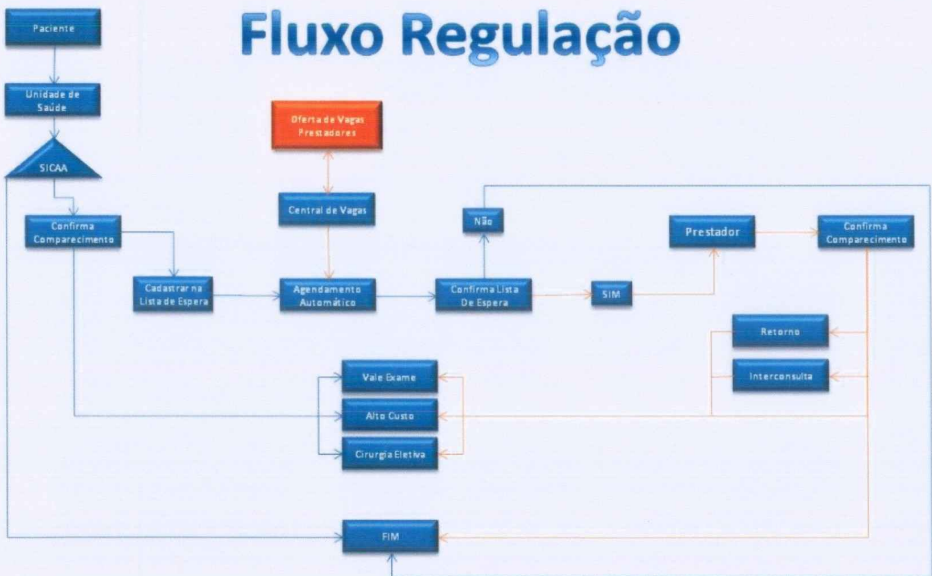 Fluxo Regulação
Paciente
Unidade de
Saúde
SICAA
Confirma
Comparecimento
Cadastrar na
Lista de Espera
Oferta de Vagas
Prestadores
Central de Vagas
Agendamento
Automático
Não
Confirma Lista
De Espera
SIM
Prestador
Confirma
Comparecimento
Retorno
Interconsulta
Vale Exame
Alto Custo
Cirurgia Eletiva
FIM